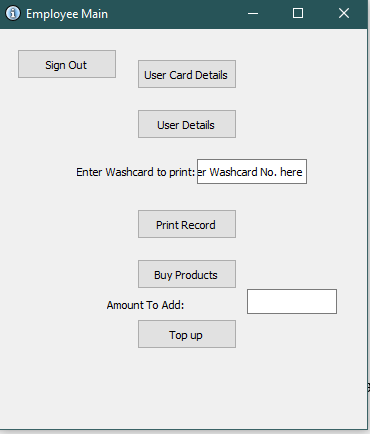 Employee Main
Sign Out
User Card Details
User Details
Enter Washcard to print: er Washcard No. here
Print Record
Buy Products
Amount To Add:
Top up